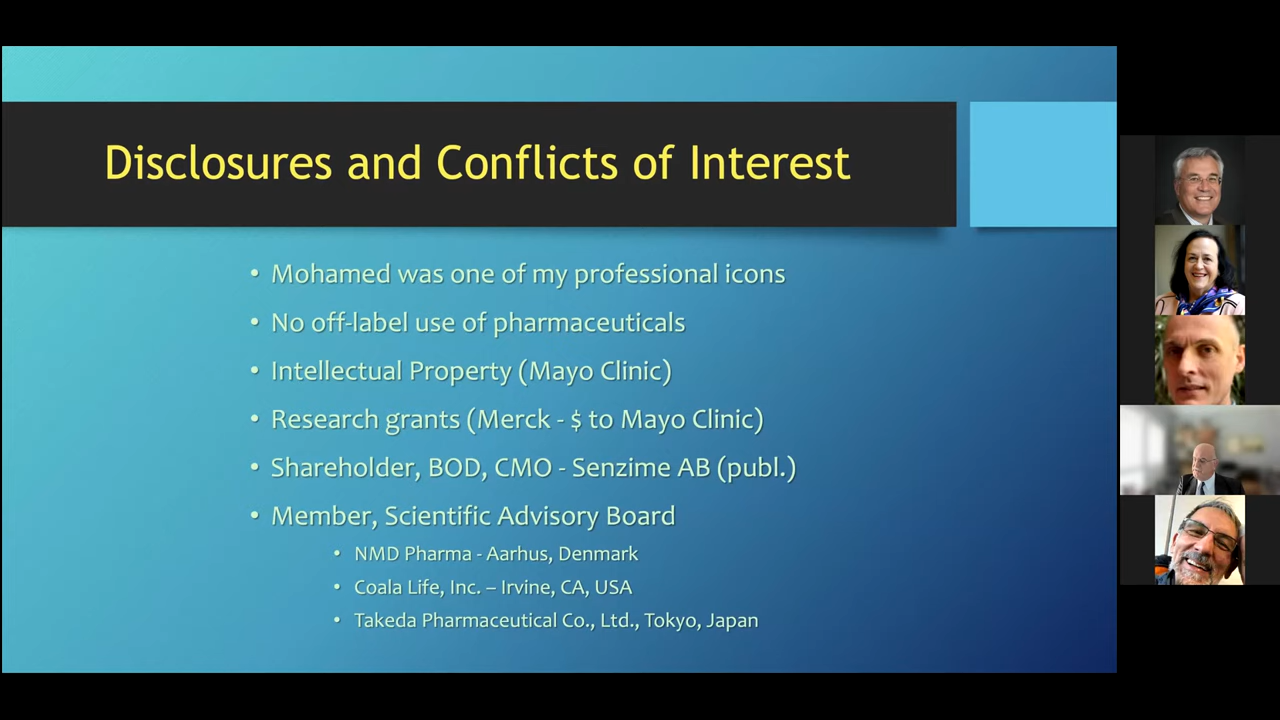 Disclosures and Conflicts of Interest
• Mohamed was one of my professional icons
• No off-label use of pharmaceuticals
• Intellectual Property (Mayo Clinic)
• Research grants (Merck - $ to Mayo Clinic)
• Shareholder, BOD, CMO - Senzime AB (publ.)
• Member, Scientific Advisory Board
• NMD Pharma - Aarhus, Denmark
• Coala Life, Inc. – Irvine, CA, USA
• Takeda Pharmaceutical Co., Ltd., Tokyo, Japan